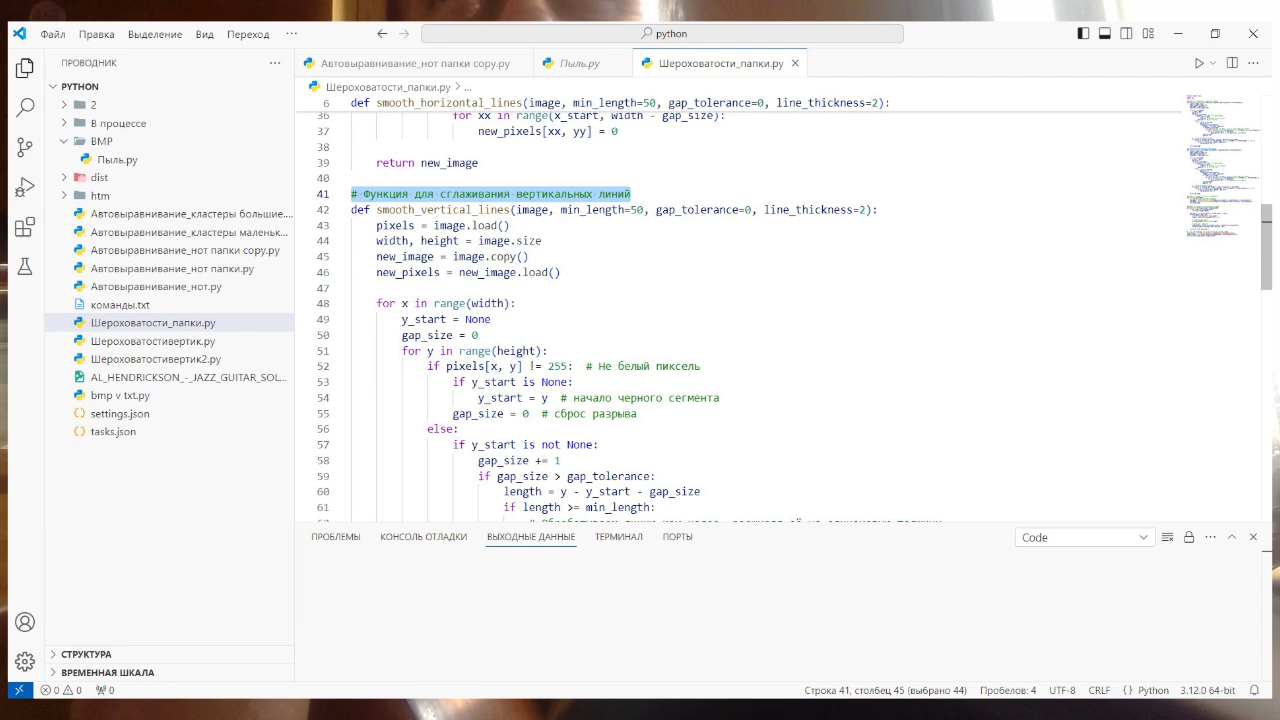 Файл Правка Выделение Вид Переход ··· python
ПРОВОДНИК ···
PYTHON
2
В процессе
BMP
Пыль.py
dist
htm
Автовыравнивание_кластеры большие....
Автовыравнивание_кластеры маленьк...
Автовыравнивание_нот папки copy.py
Автовыравнивание_нот папки.py
Автовыравнивание_нот.py
команды.txt
Шероховатости_папки.py
Шероховатостивертик.py
Шероховатостивертик2.py
AL_HENDRICKSON_-_JAZZ_GUITAR_SOL...
bmp v txt.py
settings.json
tasks.json
СТРУКТУРА
ВРЕМЕННАЯ ШКАЛА
Автовыравнивание_нот папки copy.py Пыль.py Шероховатости_папки.py
Шероховатости_папки.py > ...
6 def smooth_horizontal_lines(image, min_length=50, gap_tolerance=0, line_thickness=2):
36 for xx in range(x_start, width - gap_size):
37 new_pixels[xx, yy] = 0
38
39 return new_image
40
41 # Функция для сглаживания вертикальных линий
42 def smooth_vertical_lines(image, min_length=50, gap_tolerance=0, line_thickness=2):
43 pixels = image.load()
44 width, height = image.size
45 new_image = image.copy()
46 new_pixels = new_image.load()
47
48 for x in range(width):
49 y_start = None
50 gap_size = 0
51 for y in range(height):
52 if pixels[x, y] != 255: # Не белый пиксель
53 if y_start is None:
54 y_start = y # начало черного сегмента
55 gap_size = 0 # сброс разрыва
56 else:
57 if y_start is not None:
58 gap_size += 1
59 if gap_size > gap_tolerance:
60 length = y - y_start - gap_size
61 if length >= min_length:
ПРОБЛЕМЫ КОНСОЛЬ ОТЛАДКИ ВЫХОДНЫЕ ДАННЫЕ ТЕРМИНАЛ ПОРТЫ Code
0 0 0 Строка 41, столбец 45 (выбрано 44) Пробелов: 4 UTF-8 CRLF {} Python 3.12.0 64-bit